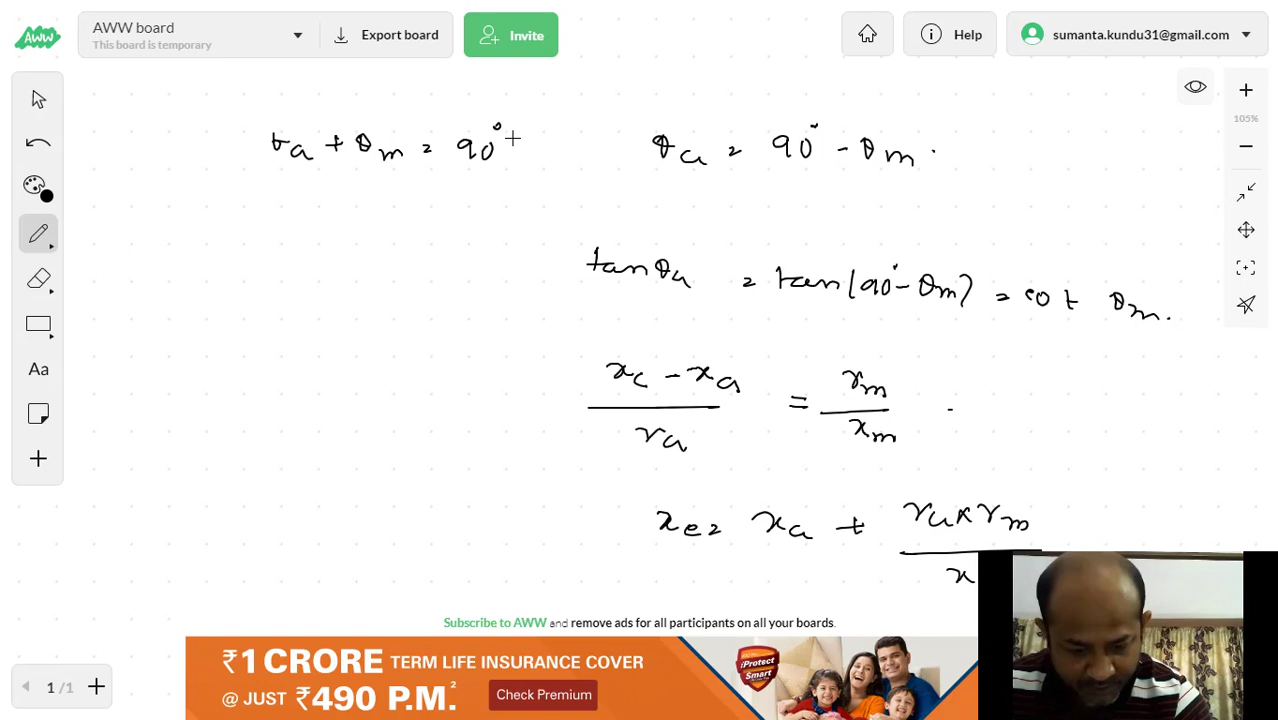 AWW board
This board is temporary
Export board
Invite
Help
sumanta.kundu31@gmail.com
AWW
105%
Aa
θa + θm = 90°
θa = 90° - θm.
tan θa = tan(90° - θm) = cot θm.
xc - xa / ra = rm / xm
xc = xa + ra × rm / x
Subscribe to AWW and remove ads for all participants on all your boards.
₹1 CRORE TERM LIFE INSURANCE COVER
@ JUST ₹490 P.M.2
Check Premium
iProtect Smart
1 /1